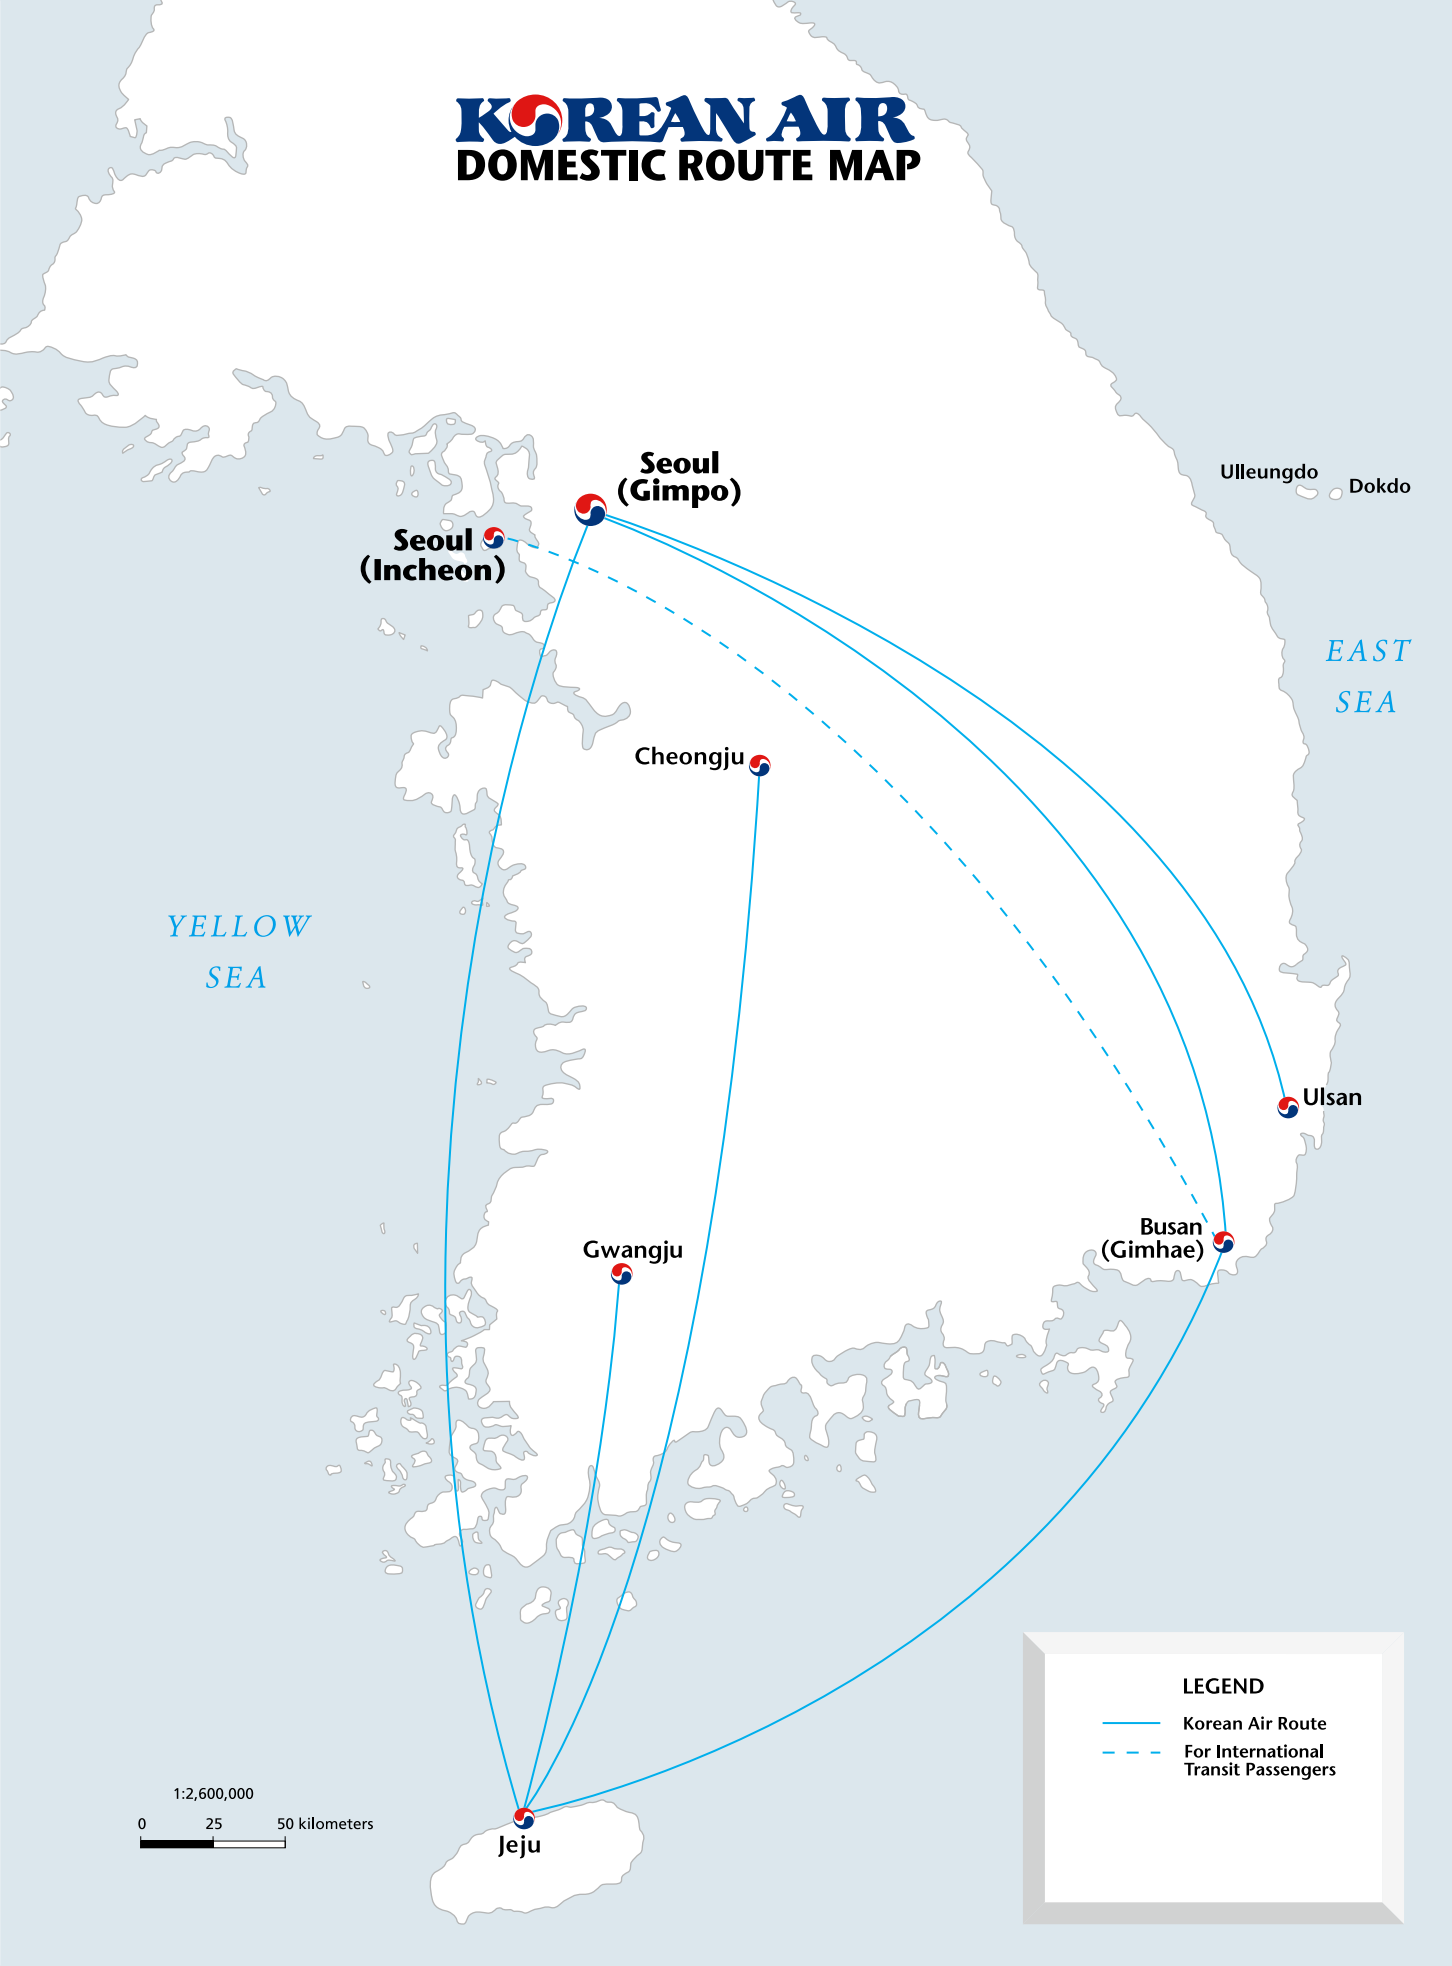 KOREAN AIR
DOMESTIC ROUTE MAP
Seoul
(Gimpo)
Ulleungdo
Dokdo
Seoul
(Incheon)
EAST
SEA
Cheongju
YELLOW
SEA
Ulsan
Busan
(Gimhae)
Gwangju
LEGEND
Korean Air Route
For International
Transit Passengers
1:2,600,000
0 25 50 kilometers
Jeju